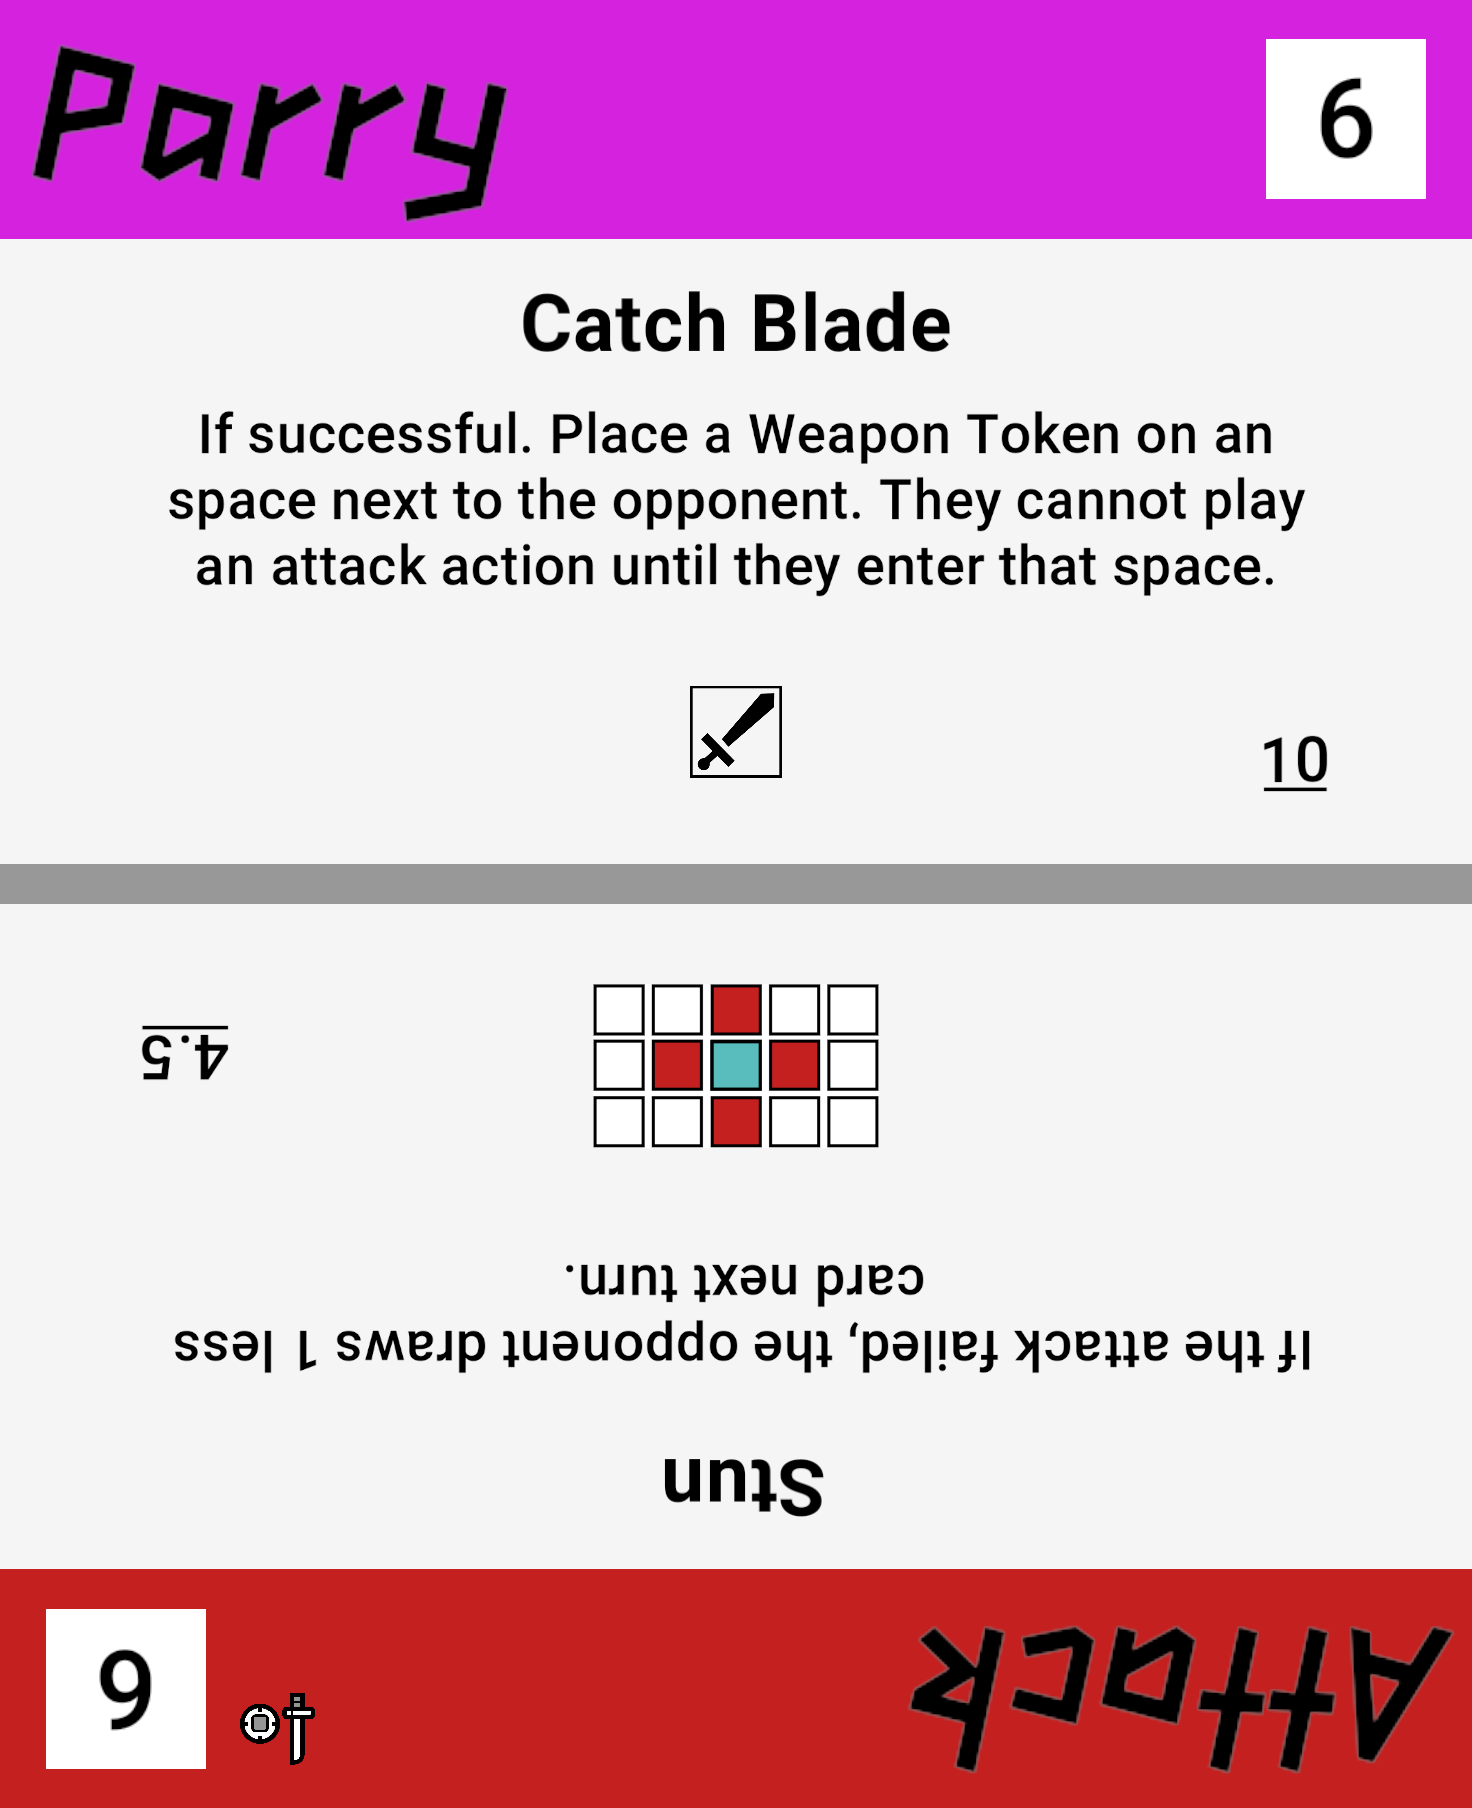 Parry
6
Catch Blade
If successful. Place a Weapon Token on an
space next to the opponent. They cannot play
an attack action until they enter that space.
10
Attack
6
Stun
If the attack failed, the opponent draws 1 less
card next turn.
4.5